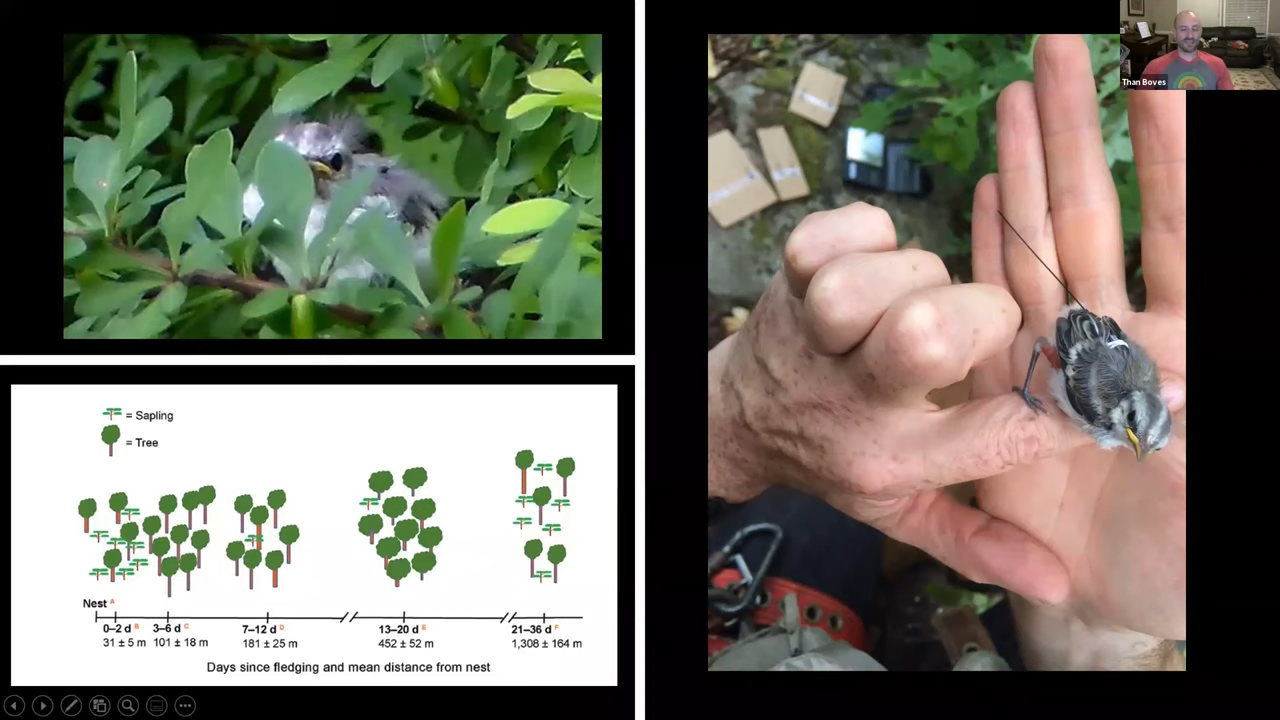 Than Boves
= Sapling
= Tree
Nest A
0–2 d B
3–6 d C
7–12 d D
13–20 d E
21–36 d F
31 ± 5 m
101 ± 18 m
181 ± 25 m
452 ± 52 m
1,308 ± 164 m
Days since fledging and mean distance from nest